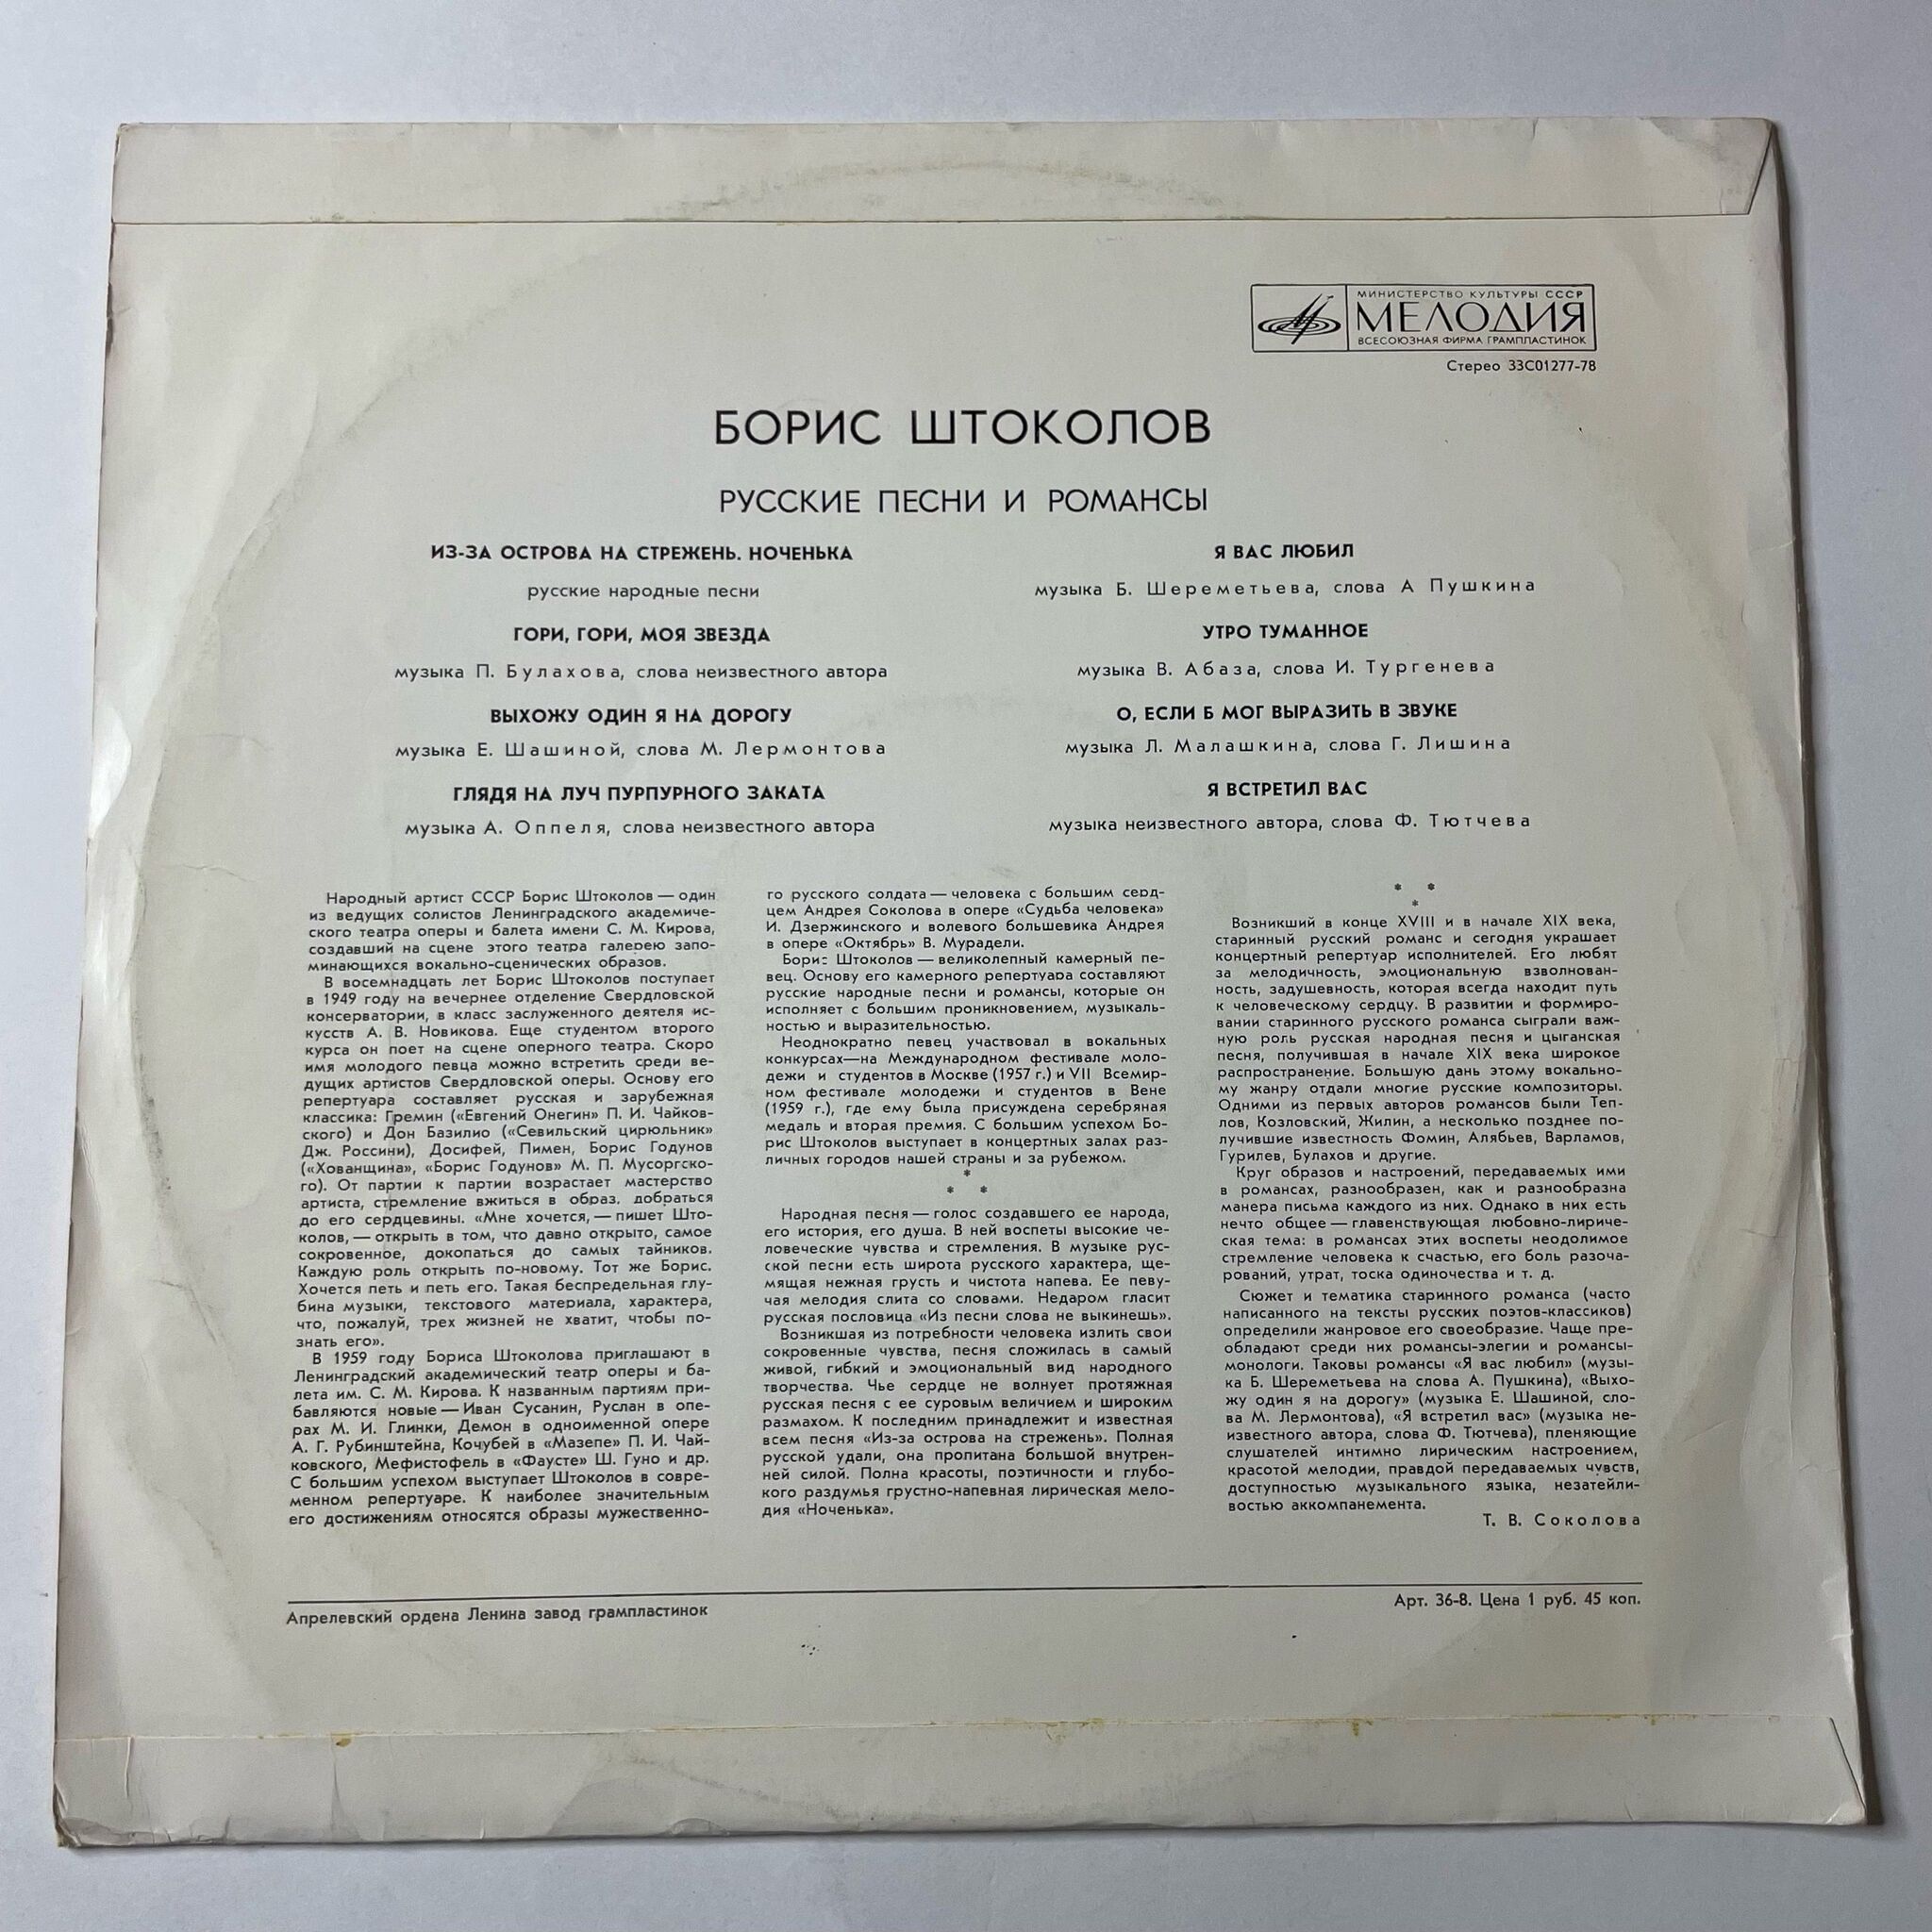 МИНИСТЕРСТВО КУЛЬТУРЫ СССР
МЕЛОДИЯ
ВСЕСОЮЗНАЯ ФИРМА ГРАМПЛАСТИНОК
Стерео 33С01277-78
БОРИС ШТОКОЛОВ
РУССКИЕ ПЕСНИ И РОМАНСЫ
ИЗ-ЗА ОСТРОВА НА СТРЕЖЕНЬ. НОЧЕНЬКА
русские народные песни
ГОРИ, ГОРИ, МОЯ ЗВЕЗДА
музыка П. Булахова, слова неизвестного автора
ВЫХОЖУ ОДИН Я НА ДОРОГУ
музыка Е. Шашиной, слова М. Лермонтова
ГЛЯДЯ НА ЛУЧ ПУРПУРНОГО ЗАКАТА
музыка А. Оппеля, слова неизвестного автора
Я ВАС ЛЮБИЛ
музыка Б. Шереметьева, слова А Пушкина
УТРО ТУМАННОЕ
музыка В. Абаза, слова И. Тургенева
О, ЕСЛИ Б МОГ ВЫРАЗИТЬ В ЗВУКЕ
музыка Л. Малашкина, слова Г. Лишина
Я ВСТРЕТИЛ ВАС
музыка неизвестного автора, слова Ф. Тютчева
Народный артист СССР Борис Штоколов — один
из ведущих солистов Ленинградского академиче-
ского театра оперы и балета имени С. М. Кирова,
создавший на сцене этого театра галерею запо-
минающихся вокально-сценических образов.
В восемнадцать лет Борис Штоколов поступает
в 1949 году на вечернее отделение Свердловской
консерватории, в класс заслуженного деятеля ис-
кусств А. В. Новикова. Еще студентом второго
курса он поет на сцене оперного театра. Скоро
имя молодого певца можно встретить среди ве-
дущих артистов Свердловской оперы. Основу его
репертуара составляет русская и зарубежная
классика: Гремин («Евгений Онегин» П. И. Чайков-
ского) и Дон Базилио («Севильский цирюльник»
Дж. Россини), Досифей, Пимен, Борис Годунов
(«Хованщина», «Борис Годунов» М. П. Мусоргско-
го). От партии к партии возрастает мастерство
артиста, стремление вжиться в образ, добраться
до его сердцевины. «Мне хочется, — пишет Што-
колов, — открыть в том, что давно открыто, самое
сокровенное, докопаться до самых тайников.
Каждую роль открыть по-новому. Тот же Борис.
Хочется петь и петь его. Такая беспредельная глу-
бина музыки, текстового материала, характера,
что, пожалуй, трех жизней не хватит, чтобы по-
знать его».
В 1959 году Бориса Штоколова приглашают в
Ленинградский академический театр оперы и ба-
лета им. С. М. Кирова. К названным партиям при-
бавляются новые — Иван Сусанин, Руслан в опе-
рах М. И. Глинки, Демон в одноименной опере
А. Г. Рубинштейна, Кочубей в «Мазепе» П. И. Чай-
ковского, Мефистофель в «Фаусте» Ш. Гуно и др.
С большим успехом выступает Штоколов в совре-
менном репертуаре. К наиболее значительным
его достижениям относятся образы мужественно-
го русского солдата — человека с большим серд-
цем Андрея Соколова в опере «Судьба человека»
И. Дзержинского и волевого большевика Андрея
в опере «Октябрь» В. Мурадели.
Борис Штоколов — великолепный камерный пе-
вец. Основу его камерного репертуара составляют
русские народные песни и романсы, которые он
исполняет с большим проникновением, музыкаль-
ностью и выразительностью.
Неоднократно певец участвовал в вокальных
конкурсах—на Международном фестивале моло-
дежи и студентов в Москве (1957 г.) и VII Всемир-
ном фестивале молодежи и студентов в Вене
(1959 г.), где ему была присуждена серебряная
медаль и вторая премия. С большим успехом Бо-
рис Штоколов выступает в концертных залах раз-
личных городов нашей страны и за рубежом.
*
* *
Народная песня — голос создавшего ее народа,
его история, его душа. В ней воспеты высокие че-
ловеческие чувства и стремления. В музыке рус-
ской песни есть широта русского характера, ще-
мящая нежная грусть и чистота напева. Ее певу-
чая мелодия слита со словами. Недаром гласит
русская пословица «Из песни слова не выкинешь».
Возникшая из потребности человека излить свои
сокровенные чувства, песня сложилась в самый
живой, гибкий и эмоциональный вид народного
творчества. Чье сердце не волнует протяжная
русская песня с ее суровым величием и широким
размахом. К последним принадлежит и известная
всем песня «Из-за острова на стрежень». Полная
русской удали, она пропитана большой внутрен-
ней силой. Полна красоты, поэтичности и глубо-
кого раздумья грустно-напевная лирическая мело-
дия «Ноченька».
* *
*
Возникший в конце XVIII и в начале XIX века,
старинный русский романс и сегодня украшает
концертный репертуар исполнителей. Его любят
за мелодичность, эмоциональную взволнован-
ность, задушевность, которая всегда находит путь
к человеческому сердцу. В развитии и формиро-
вании старинного русского романса сыграли важ-
ную роль русская народная песня и цыганская
песня, получившая в начале XIX века широкое
распространение. Большую дань этому вокально-
му жанру отдали многие русские композиторы.
Одними из первых авторов романсов были Теп-
лов, Козловский, Жилин, а несколько позднее по-
лучившие известность Фомин, Алябьев, Варламов,
Гурилев, Булахов и другие.
Круг образов и настроений, передаваемых ими
в романсах, разнообразен, как и разнообразна
манера письма каждого из них. Однако в них есть
нечто общее — главенствующая любовно-лириче-
ская тема: в романсах этих воспеты неодолимое
стремление человека к счастью, его боль разоча-
рований, утрат, тоска одиночества и т. д.
Сюжет и тематика старинного романса (часто
написанного на тексты русских поэтов-классиков)
определили жанровое его своеобразие. Чаще пре-
обладают среди них романсы-элегии и романсы-
монологи. Таковы романсы «Я вас любил» (музы-
ка Б. Шереметьева на слова А. Пушкина), «Выхо-
жу один я на дорогу» (музыка Е. Шашиной, сло-
ва М. Лермонтова), «Я встретил вас» (музыка не-
известного автора, слова Ф. Тютчева), пленяющие
слушателей интимно лирическим настроением,
красотой мелодии, правдой передаваемых чувств,
доступностью музыкального языка, незатейли-
востью аккомпанемента.
Т. В. Соколова
Апрелевский ордена Ленина завод грампластинок
Арт. 36-8. Цена 1 руб. 45 коп.